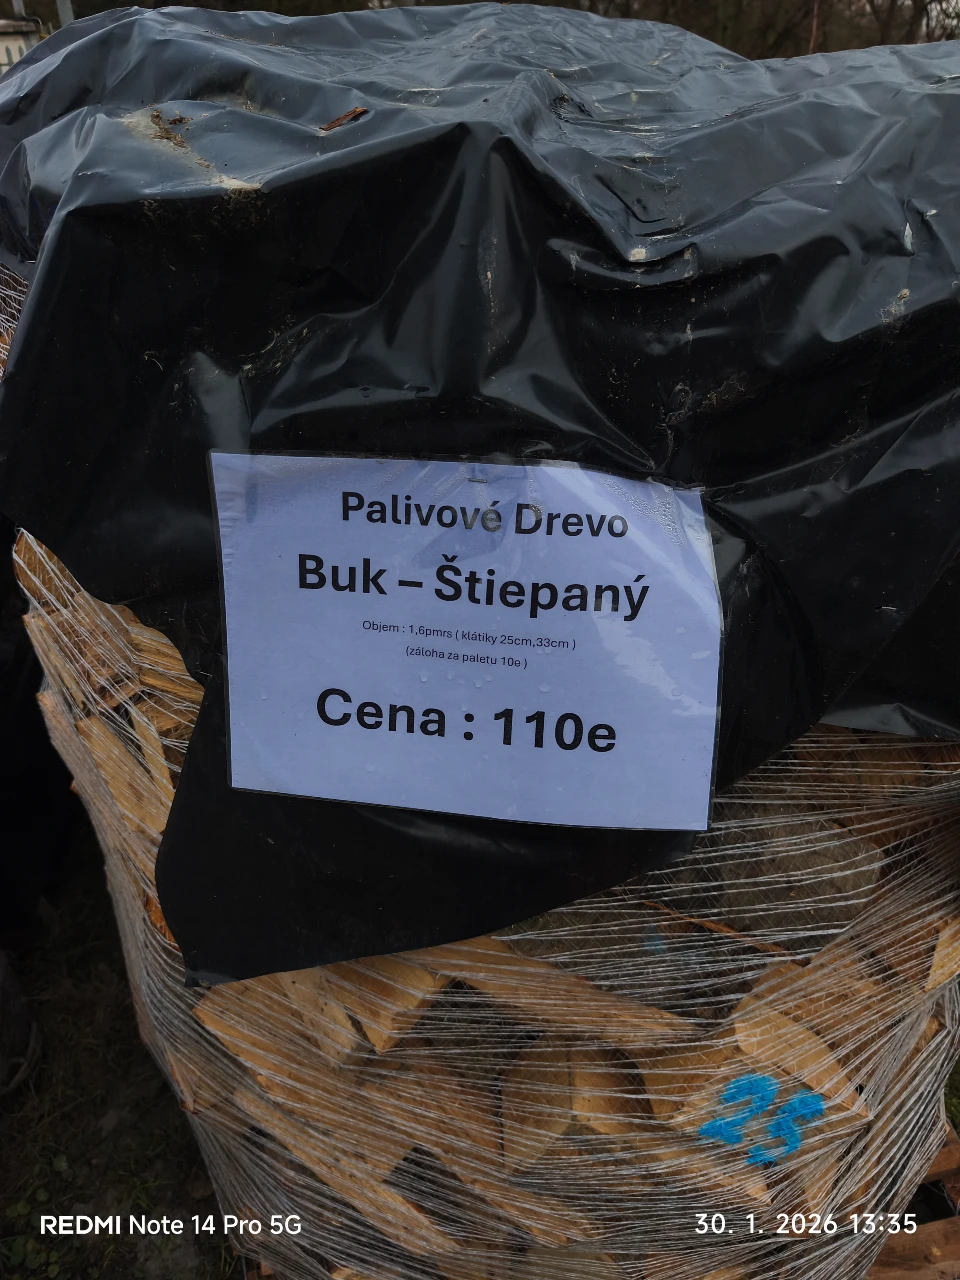 Palivové Drevo
Buk – Štiepaný
Objem : 1,6pmrs ( klátiky 25cm,33cm )
(záloha za paletu 10e )
Cena : 110e
25
REDMI Note 14 Pro 5G
30. 1. 2026 13:35